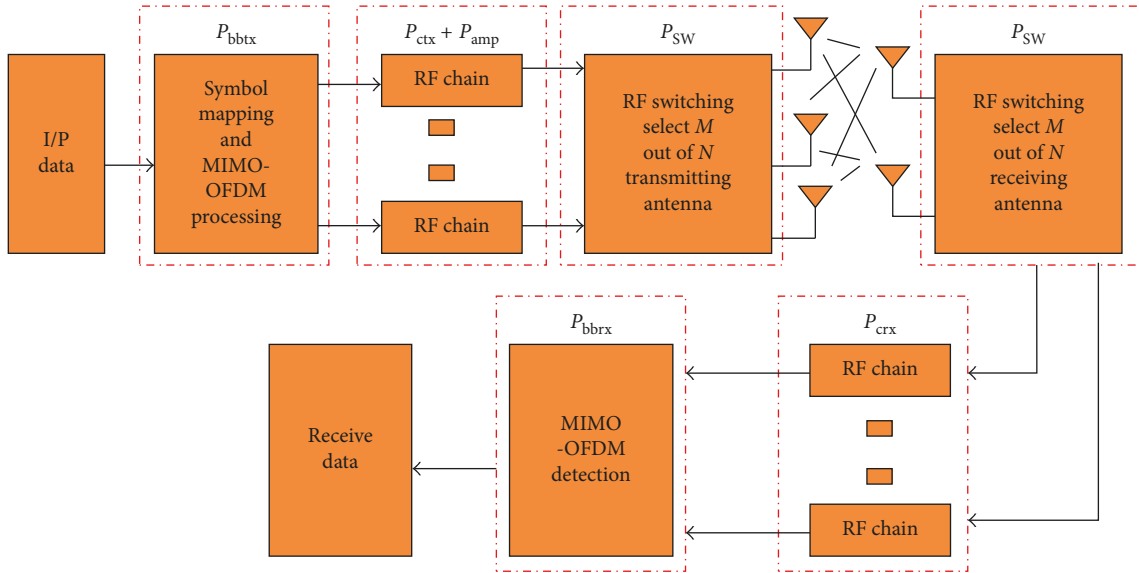 P_bbtx
P_ctx + P_amp
P_SW
P_SW
I/P
data
Symbol
mapping
and
MIMO-
OFDM
processing
RF chain
RF chain
RF switching
select M
out of N
transmitting
antenna
RF switching
select M
out of N
receiving
antenna
P_bbrx
P_crx
Receive
data
MIMO
-OFDM
detection
RF chain
RF chain